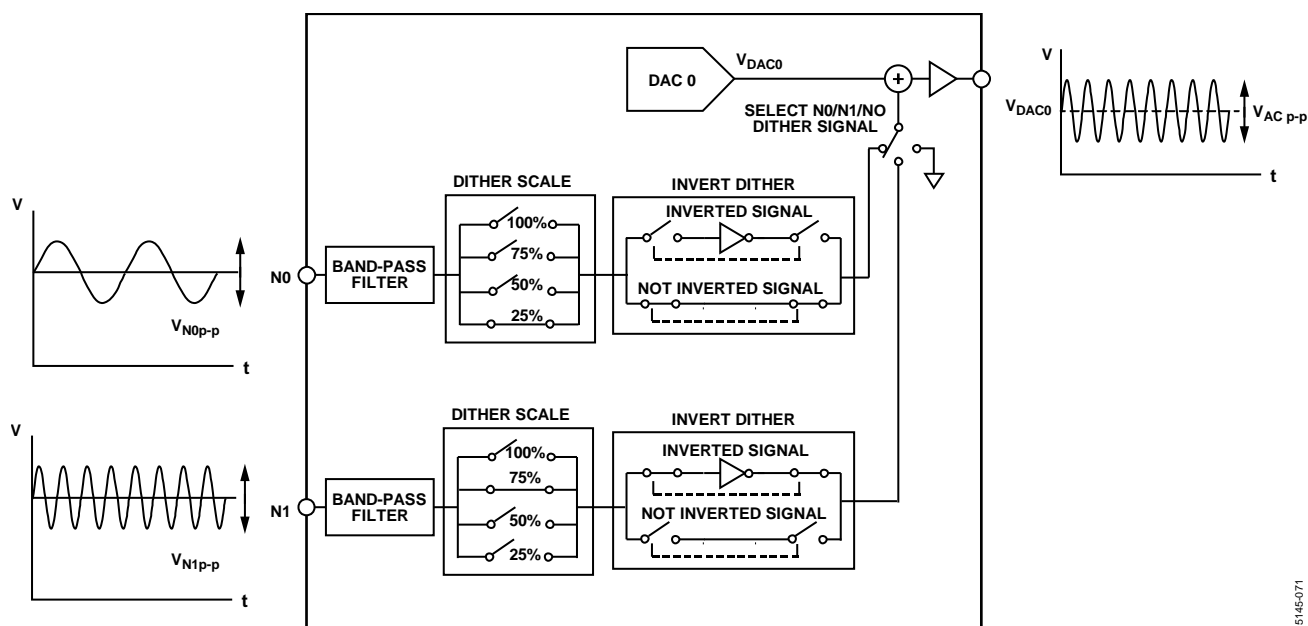 DAC 0
VDAC0
SELECT N0/N1/NO
DITHER SIGNAL
V
VDAC0
VAC p-p
t
DITHER SCALE
100%
75%
50%
25%
INVERT DITHER
INVERTED SIGNAL
NOT INVERTED SIGNAL
V
VN0p-p
t
N0
BAND-PASS
FILTER
DITHER SCALE
100%
75%
50%
25%
INVERT DITHER
INVERTED SIGNAL
NOT INVERTED SIGNAL
V
VN1p-p
t
N1
BAND-PASS
FILTER
5145-071